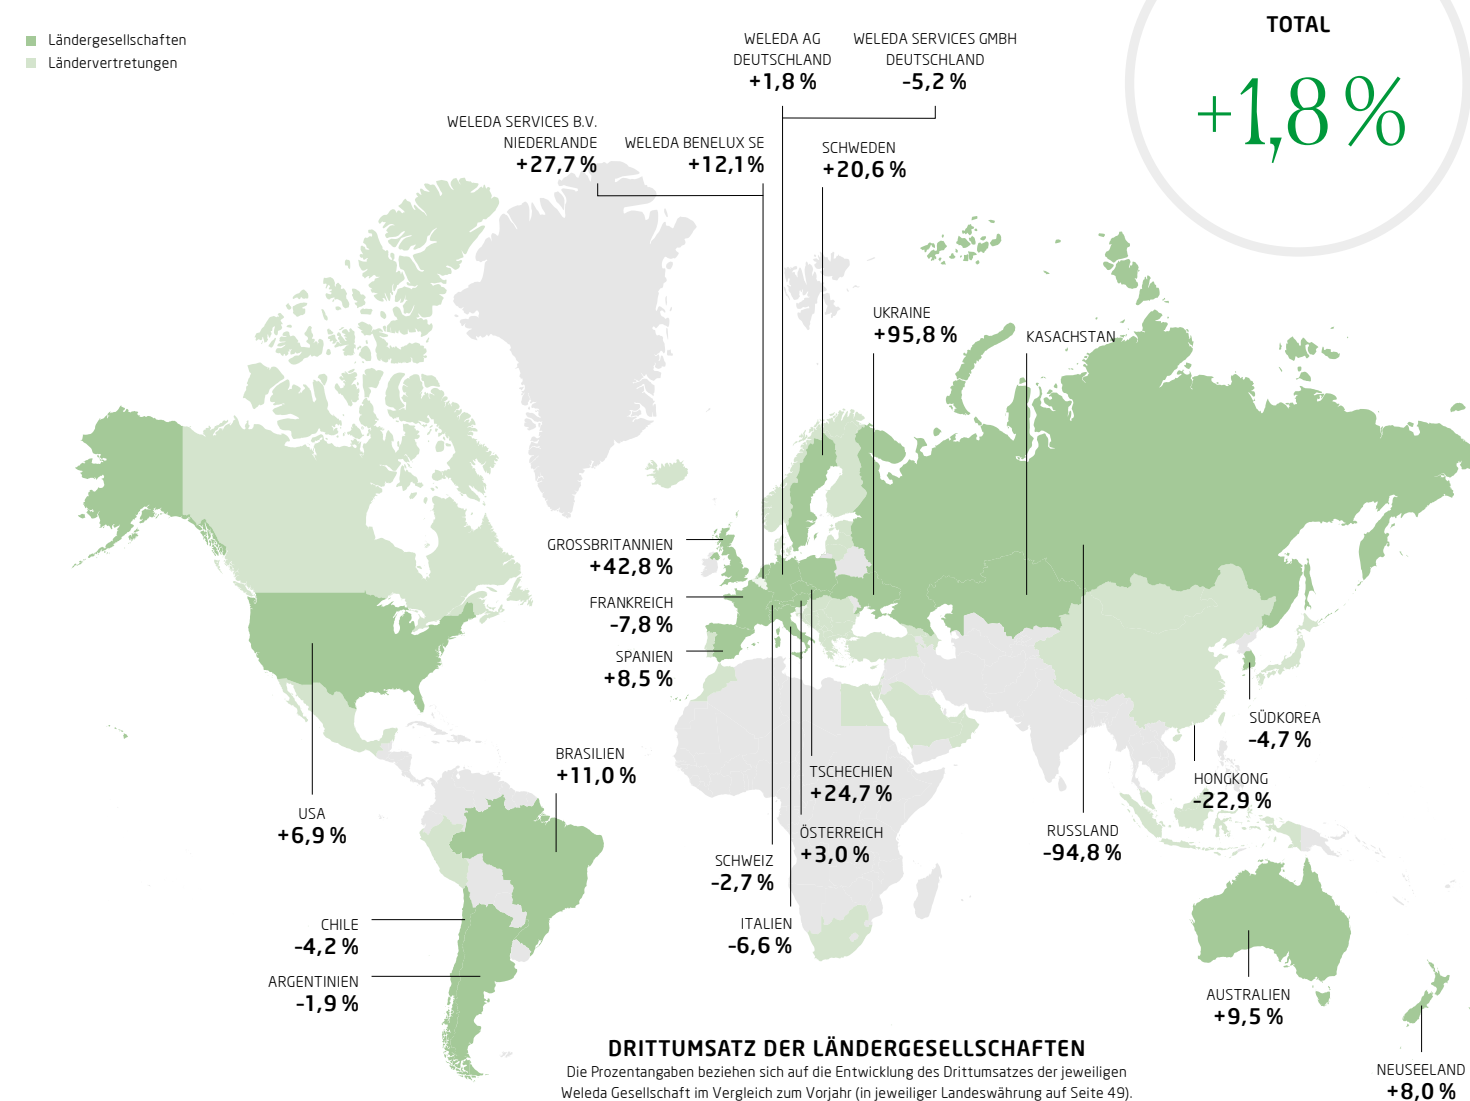 Ländergesellschaften
Ländervertretungen
TOTAL
+1,8 %
WELEDA AG
DEUTSCHLAND
+1,8 %
WELEDA SERVICES GMBH
DEUTSCHLAND
-5,2 %
WELEDA SERVICES B.V.
NIEDERLANDE
+27,7 %
WELEDA BENELUX SE
+12,1 %
SCHWEDEN
+20,6 %
UKRAINE
+95,8 %
KASACHSTAN
GROSSBRITANNIEN
+42,8 %
FRANKREICH
-7,8 %
SPANIEN
+8,5 %
SÜDKOREA
-4,7 %
HONGKONG
-22,9 %
BRASILIEN
+11,0 %
TSCHECHIEN
+24,7 %
USA
+6,9 %
ÖSTERREICH
+3,0 %
RUSSLAND
-94,8 %
SCHWEIZ
-2,7 %
ITALIEN
-6,6 %
CHILE
-4,2 %
ARGENTINIEN
-1,9 %
AUSTRALIEN
+9,5 %
NEUSEELAND
+8,0 %
DRITTUMSATZ DER LÄNDERGESELLSCHAFTEN
Die Prozentangaben beziehen sich auf die Entwicklung des Drittumsatzes der jeweiligen
Weleda Gesellschaft im Vergleich zum Vorjahr (in jeweiliger Landeswährung auf Seite 49).